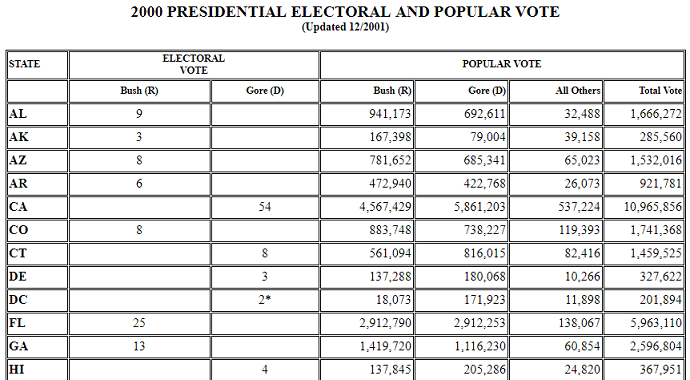 2000 PRESIDENTIAL ELECTORAL AND POPULAR VOTE
(Updated 12/2001)
STATE ELECTORAL VOTE POPULAR VOTE
Bush (R) Gore (D) Bush (R) Gore (D) All Others Total Vote
AL 9 941,173 692,611 32,488 1,666,272
AK 3 167,398 79,004 39,158 285,560
AZ 8 781,652 685,341 65,023 1,532,016
AR 6 472,940 422,768 26,073 921,781
CA 54 4,567,429 5,861,203 537,224 10,965,856
CO 8 883,748 738,227 119,393 1,741,368
CT 8 561,094 816,015 82,416 1,459,525
DE 3 137,288 180,068 10,266 327,622
DC 2* 18,073 171,923 11,898 201,894
FL 25 2,912,790 2,912,253 138,067 5,963,110
GA 13 1,419,720 1,116,230 60,854 2,596,804
HI 4 137,845 205,286 24,820 367,951